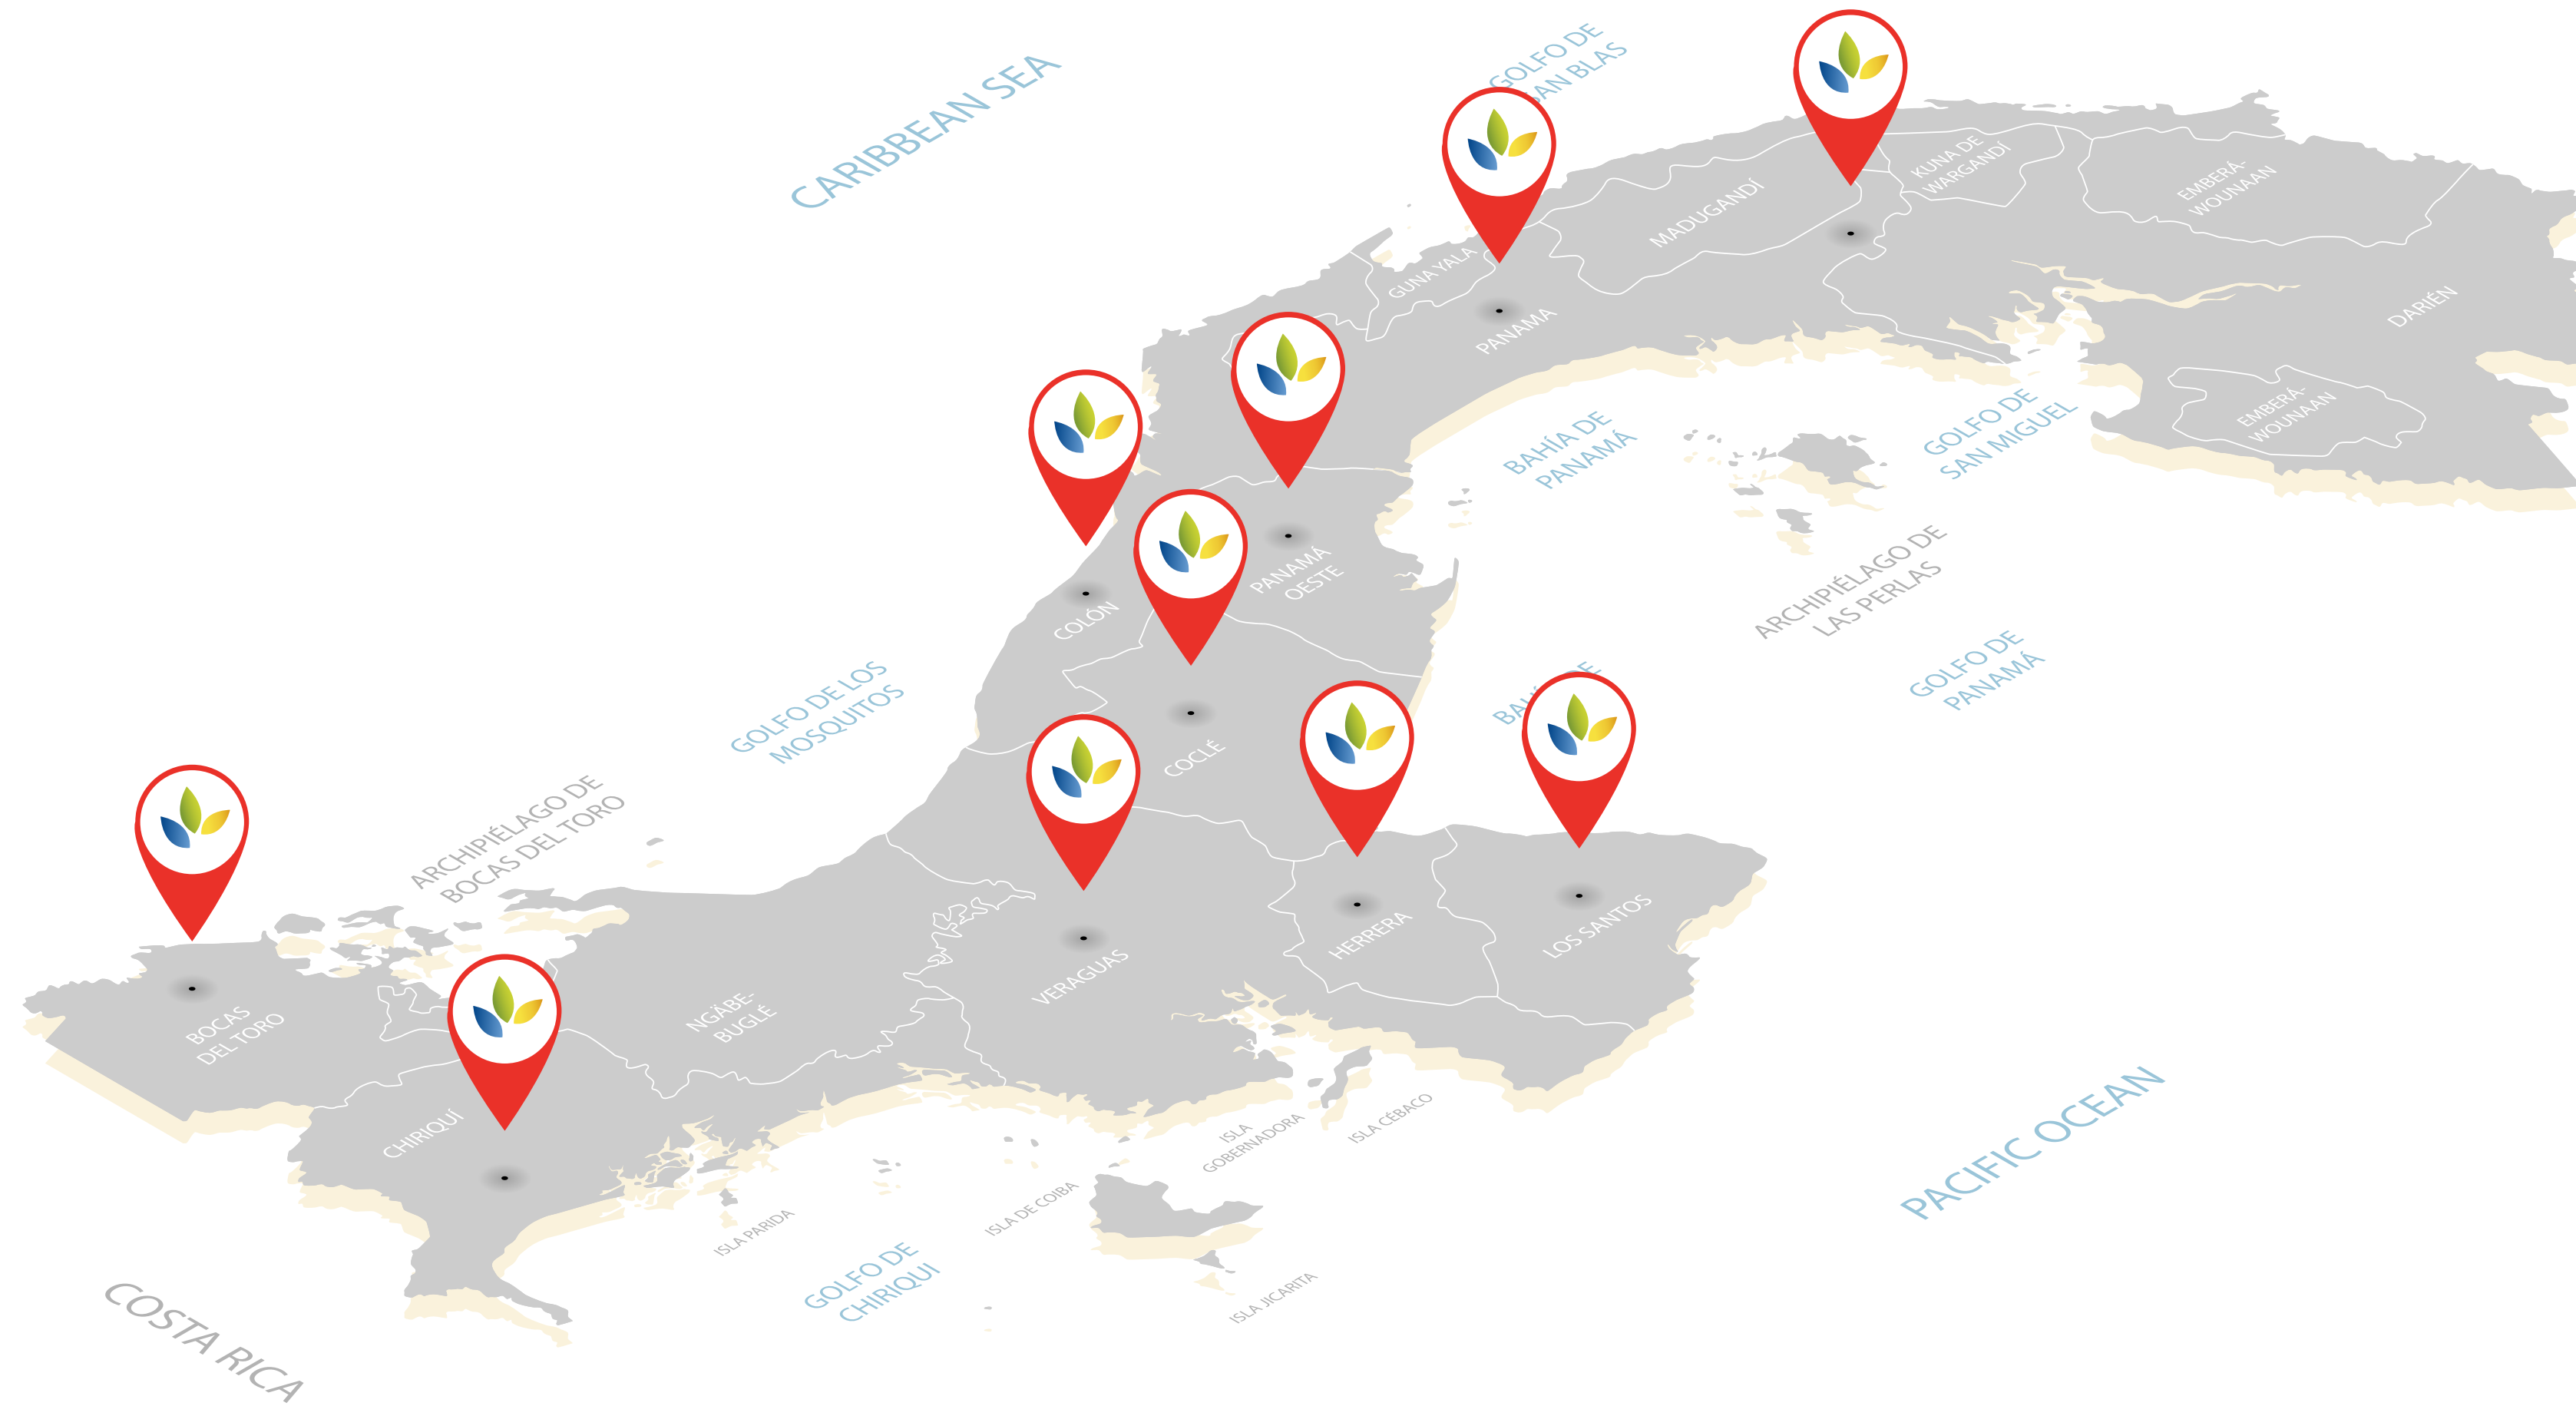 CARIBBEAN SEA
GOLFO DE
SAN BLAS
KUNA DE
WARGANDÍ
EMBERÁ-
WOUNAAN
MADUGANDÍ
GUNA YALA
PANAMA
DARIÉN
EMBERÁ-
WOUNAAN
GOLFO DE
SAN MIGUEL
BAHÍA DE
PANAMÁ
ARCHIPIÉLAGO DE
LAS PERLAS
PANAMÁ
OESTE
COLÓN
GOLFO DE
PANAMÁ
GOLFO DE LOS
MOSQUITOS
COCLÉ
ARCHIPIÉLAGO DE
BOCAS DEL TORO
HERRERA
LOS SANTOS
VERAGUAS
NGÄBE-
BUGLÉ
BOCAS
DEL TORO
CHIRIQUÍ
ISLA
GOBERNADORA
ISLA CÉBACO
PACIFIC OCEAN
ISLA DE COIBA
ISLA PARIDA
GOLFO DE
CHIRIQUI
ISLA JICARITA
COSTA RICA